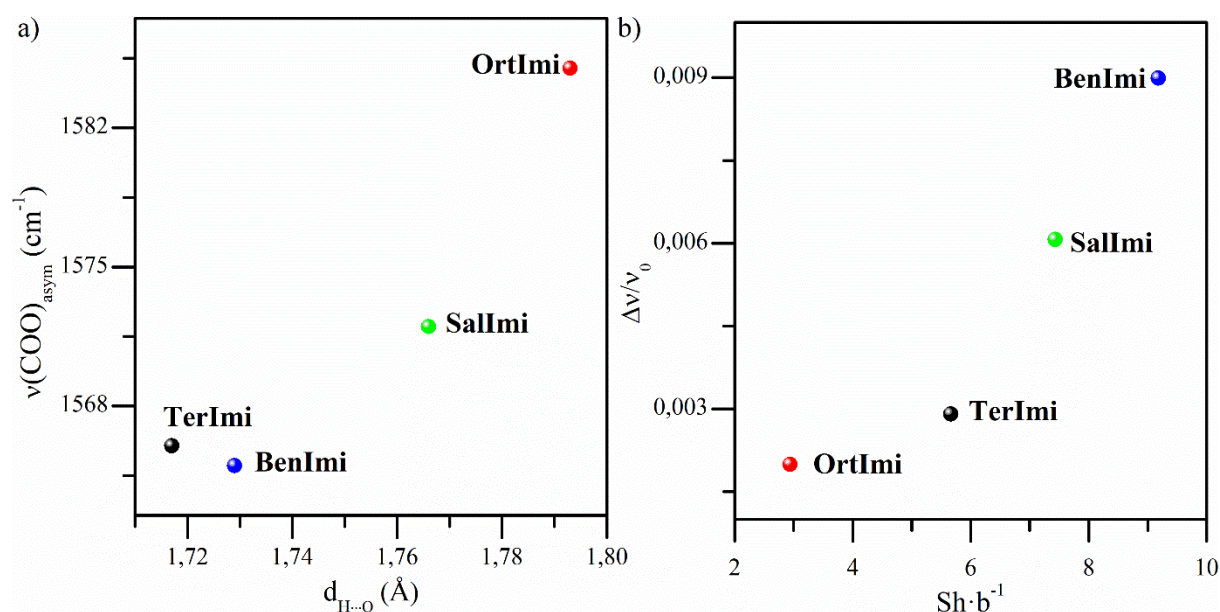 a)
OrtImi
1582
ν(COO)asym (cm-1)
1575
SalImi
1568
TerImi
BenImi
1,72
1,74
1,76
1,78
1,80
dH···O (Å)
b)
0,009
BenImi
Δν/ν0
0,006
SalImi
0,003
TerImi
OrtImi
2
4
6
8
10
Sh·b-1